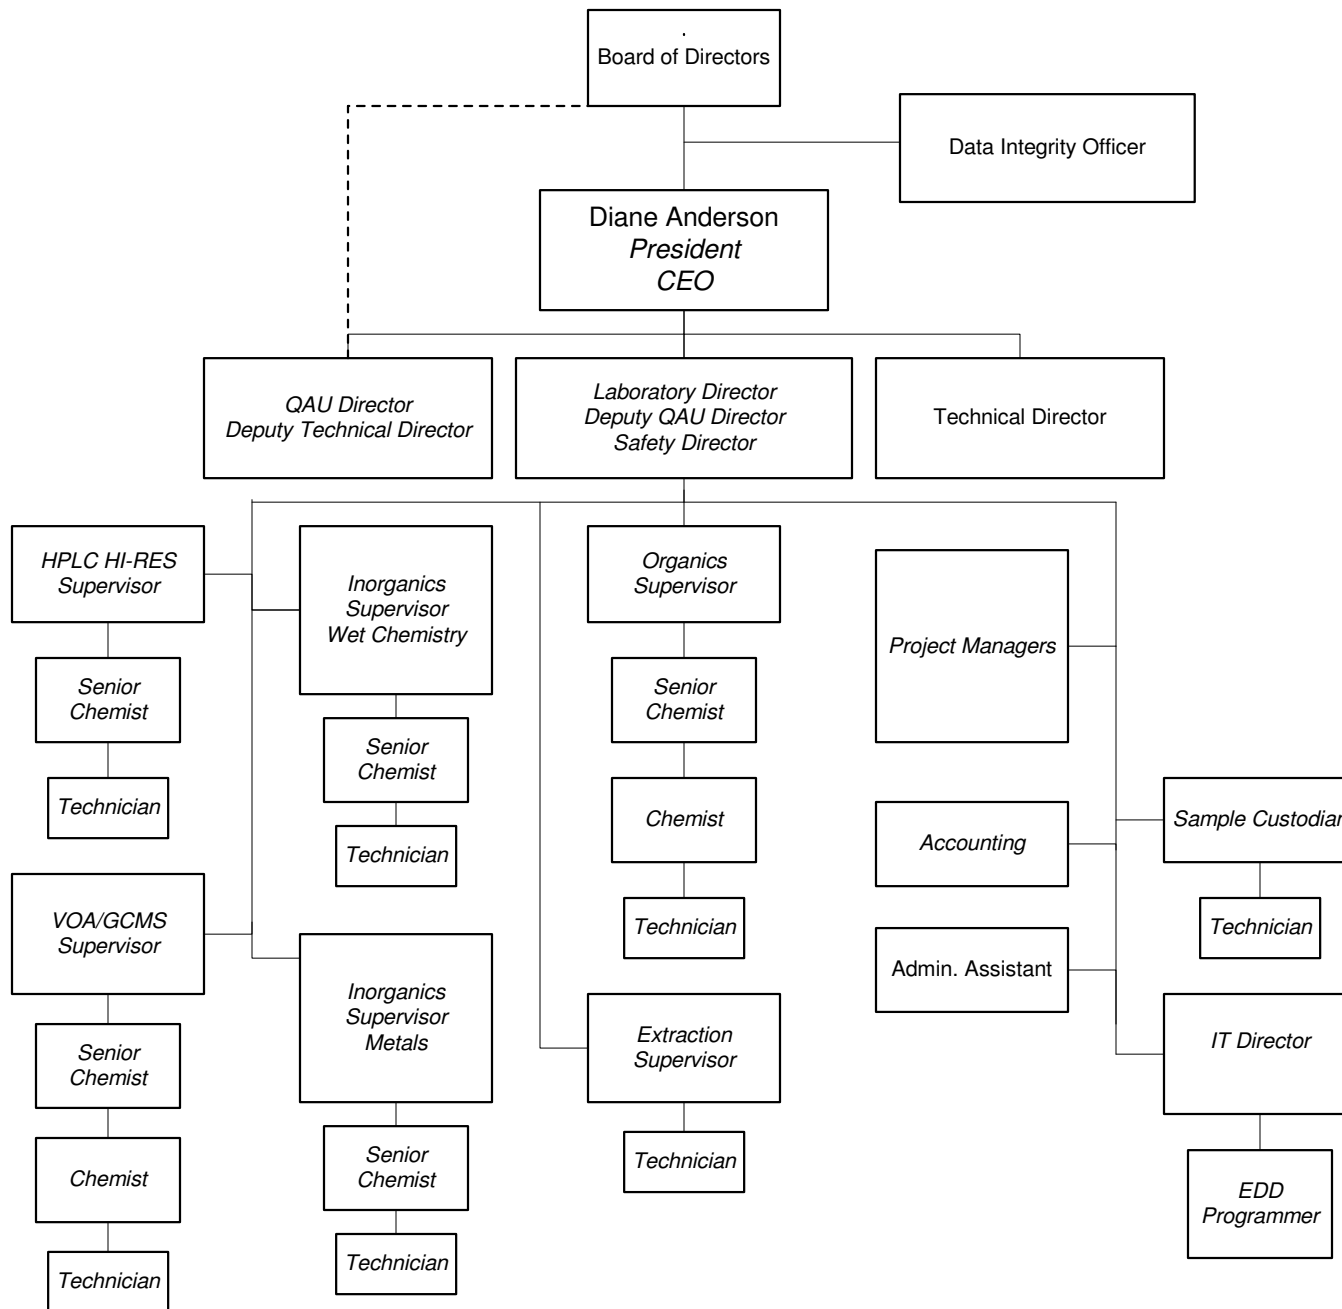 .
Board of Directors
Data Integrity Officer
Diane Anderson
President
CEO
QAU Director
Deputy Technical Director
Laboratory Director
Deputy QAU Director
Safety Director
Technical Director
HPLC HI-RES
Supervisor
Senior
Chemist
Technician
Inorganics
Supervisor
Wet Chemistry
Senior
Chemist
Technician
Organics
Supervisor
Senior
Chemist
Chemist
Technician
Project Managers
Accounting
Admin. Assistant
Sample Custodian
Technician
VOA/GCMS
Supervisor
Senior
Chemist
Chemist
Technician
Inorganics
Supervisor
Metals
Senior
Chemist
Technician
Extraction
Supervisor
Technician
IT Director
EDD
Programmer